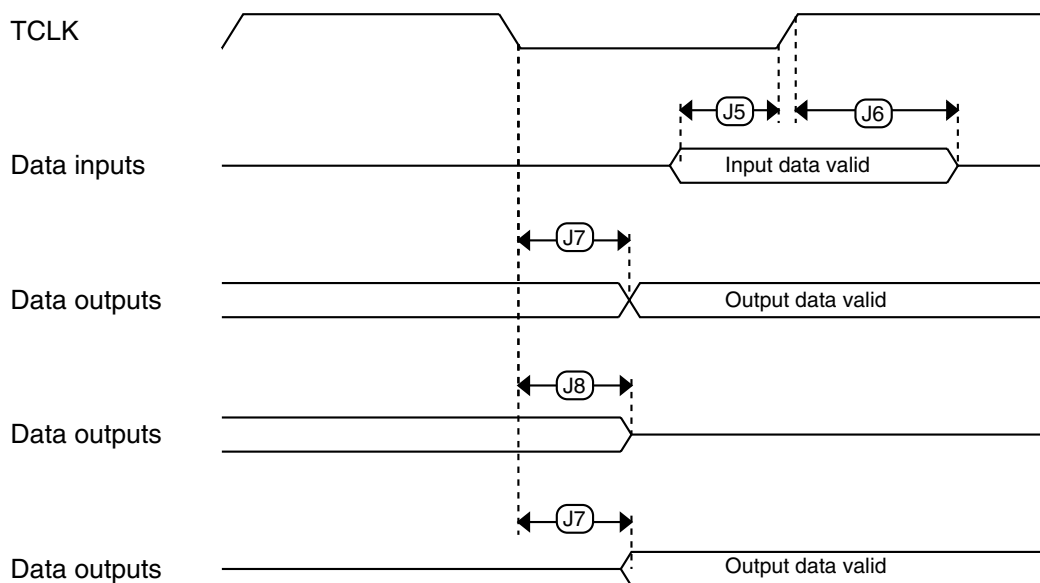 TCLK
J5
J6
Data inputs
Input data valid
J7
Data outputs
Output data valid
J8
Data outputs
J7
Data outputs
Output data valid